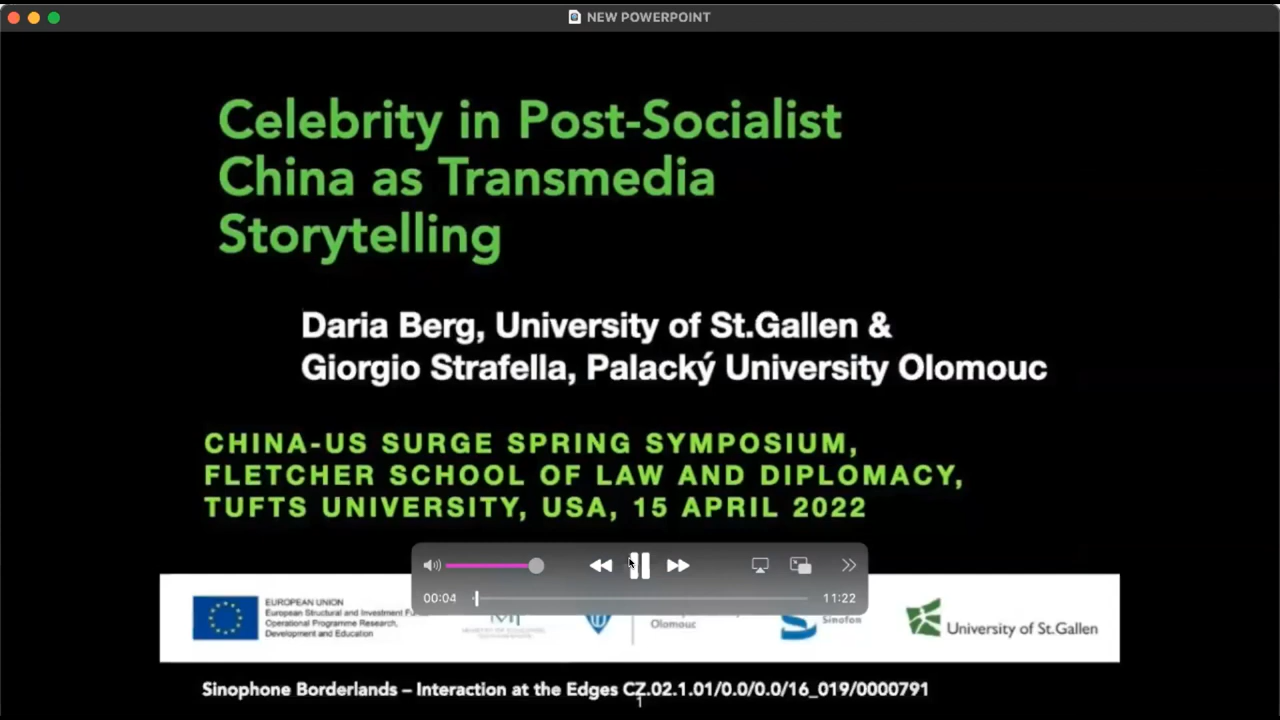 NEW POWERPOINT
Celebrity in Post-Socialist
China as Transmedia
Storytelling
Daria Berg, University of St.Gallen &
Giorgio Strafella, Palacký University Olomouc
CHINA-US SURGE SPRING SYMPOSIUM,
FLETCHER SCHOOL OF LAW AND DIPLOMACY,
TUFTS UNIVERSITY, USA, 15 APRIL 2022
00:04
11:22
EUROPEAN UNION
European Structural and Investment
Operational Programme Research,
Development and Education
Olomouc
Sinofon
University of St.Gallen
Sinophone Borderlands – Interaction at the Edges CZ.02.1.01/0.0/0.0/16_019/0000791
1